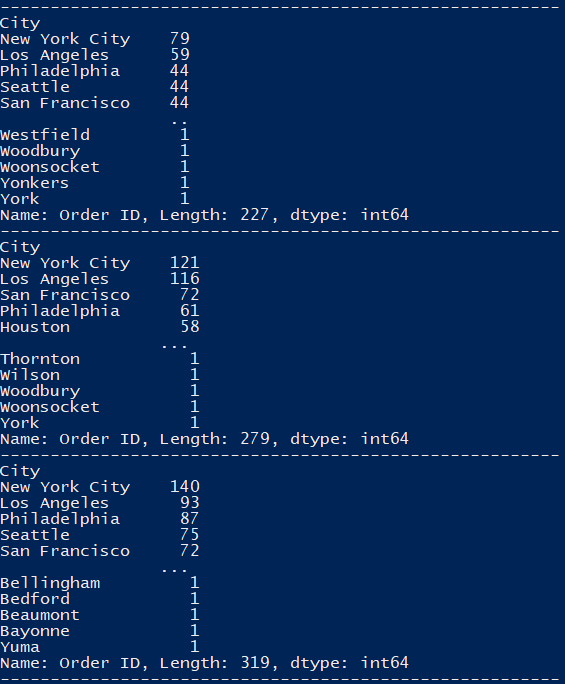 --------------------------------------------------------
City
New York City    79
Los Angeles      59
Philadelphia     44
Seattle          44
San Francisco    44
                 ..
Westfield         1
Woodbury          1
Woonsocket        1
Yonkers           1
York              1
Name: Order ID, Length: 227, dtype: int64
--------------------------------------------------------
City
New York City    121
Los Angeles      116
San Francisco     72
Philadelphia      61
Houston           58
                ...
Thornton           1
Wilson             1
Woodbury           1
Woonsocket         1
York               1
Name: Order ID, Length: 279, dtype: int64
--------------------------------------------------------
City
New York City    140
Los Angeles       93
Philadelphia      87
Seattle           75
San Francisco     72
                ...
Bellingham         1
Bedford            1
Beaumont           1
Bayonne            1
Yuma               1
Name: Order ID, Length: 319, dtype: int64
--------------------------------------------------------